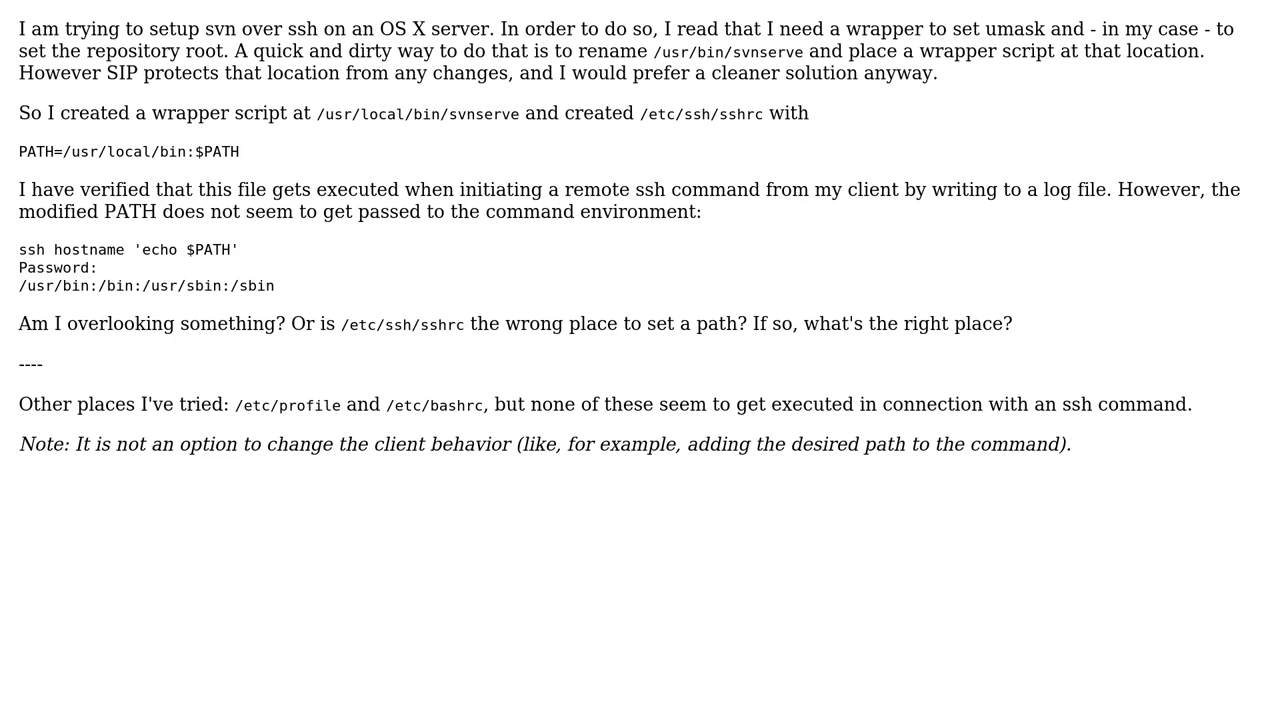 I am trying to setup svn over ssh on an OS X server. In order to do so, I read that I need a wrapper to set umask and - in my case - to
set the repository root. A quick and dirty way to do that is to rename /usr/bin/svnserve and place a wrapper script at that location.
However SIP protects that location from any changes, and I would prefer a cleaner solution anyway.
So I created a wrapper script at /usr/local/bin/svnserve and created /etc/ssh/sshrc with
PATH=/usr/local/bin:$PATH
I have verified that this file gets executed when initiating a remote ssh command from my client by writing to a log file. However, the
modified PATH does not seem to get passed to the command environment:
ssh hostname 'echo $PATH'
Password:
/usr/bin:/bin:/usr/sbin:/sbin
Am I overlooking something? Or is /etc/ssh/sshrc the wrong place to set a path? If so, what's the right place?
----
Other places I've tried: /etc/profile and /etc/bashrc, but none of these seem to get executed in connection with an ssh command.
Note: It is not an option to change the client behavior (like, for example, adding the desired path to the command).